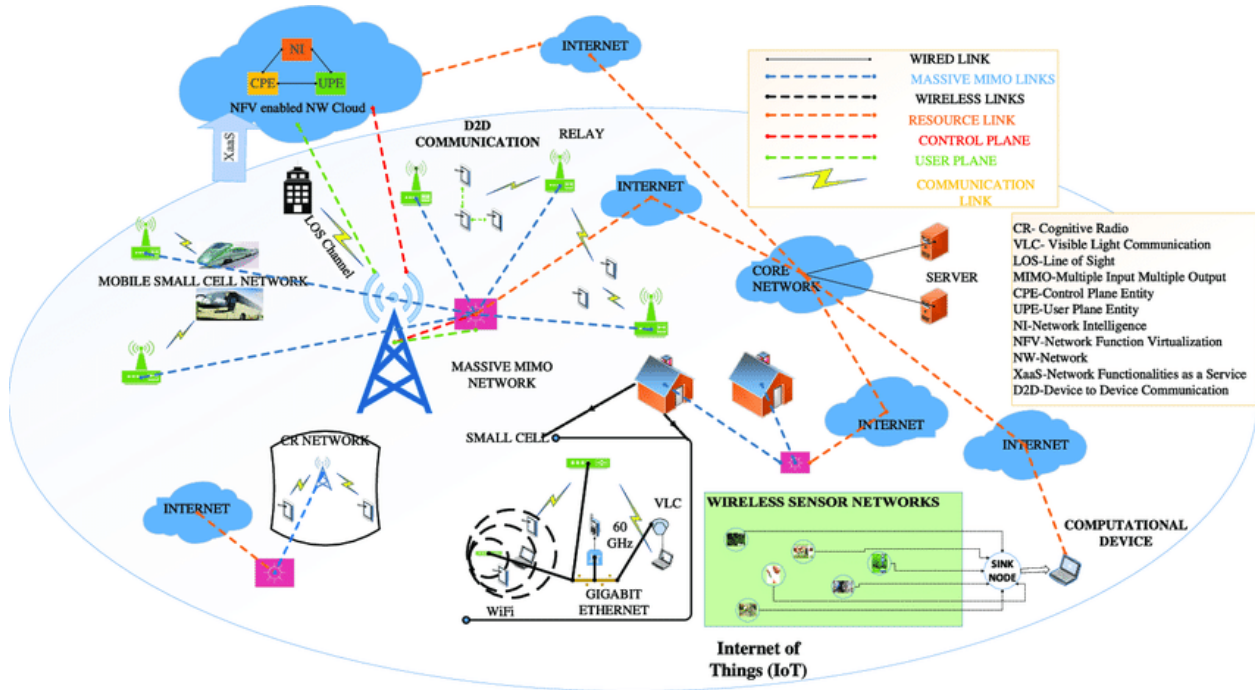 NI
CPE
UPE
NFV enabled NW Cloud
XaaS
INTERNET
WIRED LINK
MASSIVE MIMO LINKS
WIRELESS LINKS
RESOURCE LINK
CONTROL PLANE
USER PLANE
COMMUNICATION
LINK
D2D
COMMUNICATION
RELAY
INTERNET
LOS Channel
MOBILE SMALL CELL NETWORK
CORE
NETWORK
SERVER
CR- Cognitive Radio
VLC- Visible Light Communication
LOS-Line of Sight
MIMO-Multiple Input Multiple Output
CPE-Control Plane Entity
UPE-User Plane Entity
NI-Network Intelligence
NFV-Network Function Virtualization
NW-Network
XaaS-Network Functionalities as a Service
D2D-Device to Device Communication
MASSIVE MIMO
NETWORK
SMALL CELL
INTERNET
INTERNET
CR NETWORK
INTERNET
VLC
60
GHz
WiFi
GIGABIT
ETHERNET
WIRELESS SENSOR NETWORKS
SINK
NODE
COMPUTATIONAL
DEVICE
Internet of
Things (IoT)